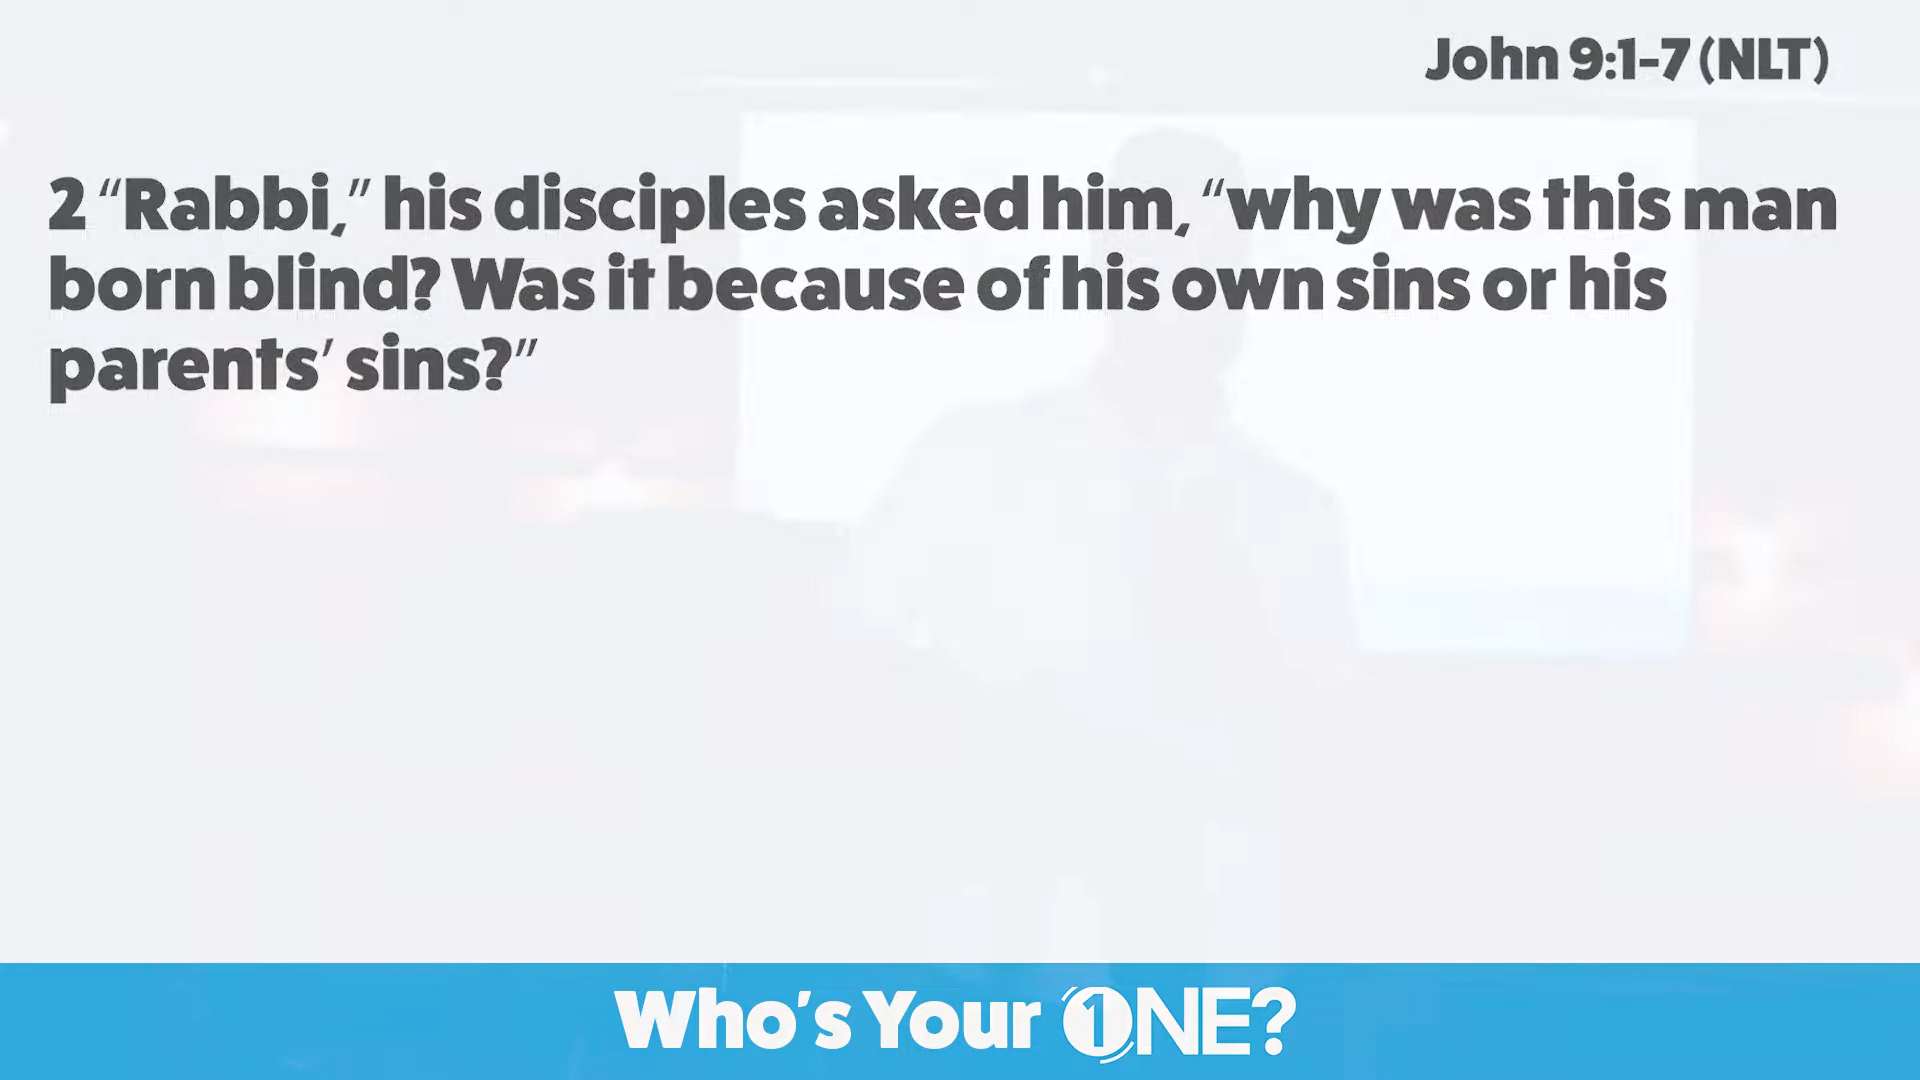 John 9:1-7 (NLT)
2 “Rabbi,” his disciples asked him, “why was this man
born blind? Was it because of his own sins or his
parents’ sins?”
Who’s Your ONE?